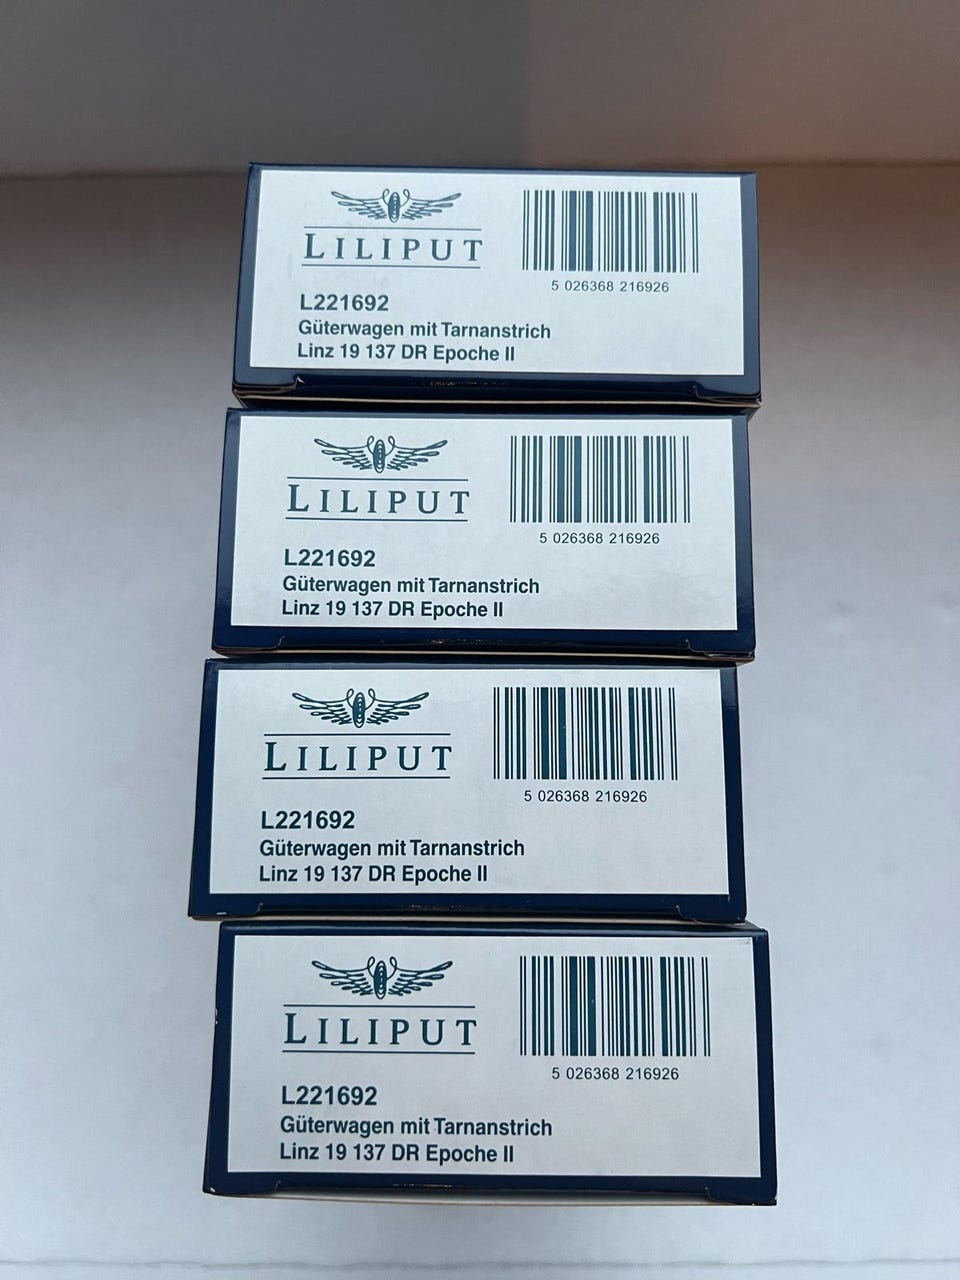 LILIPUT
5 026368 216926
L221692
Güterwagen mit Tarnanstrich
Linz 19 137 DR Epoche II
LILIPUT
5 026368 216926
L221692
Güterwagen mit Tarnanstrich
Linz 19 137 DR Epoche II
LILIPUT
5 026368 216926
L221692
Güterwagen mit Tarnanstrich
Linz 19 137 DR Epoche II
LILIPUT
5 026368 216926
L221692
Güterwagen mit Tarnanstrich
Linz 19 137 DR Epoche II